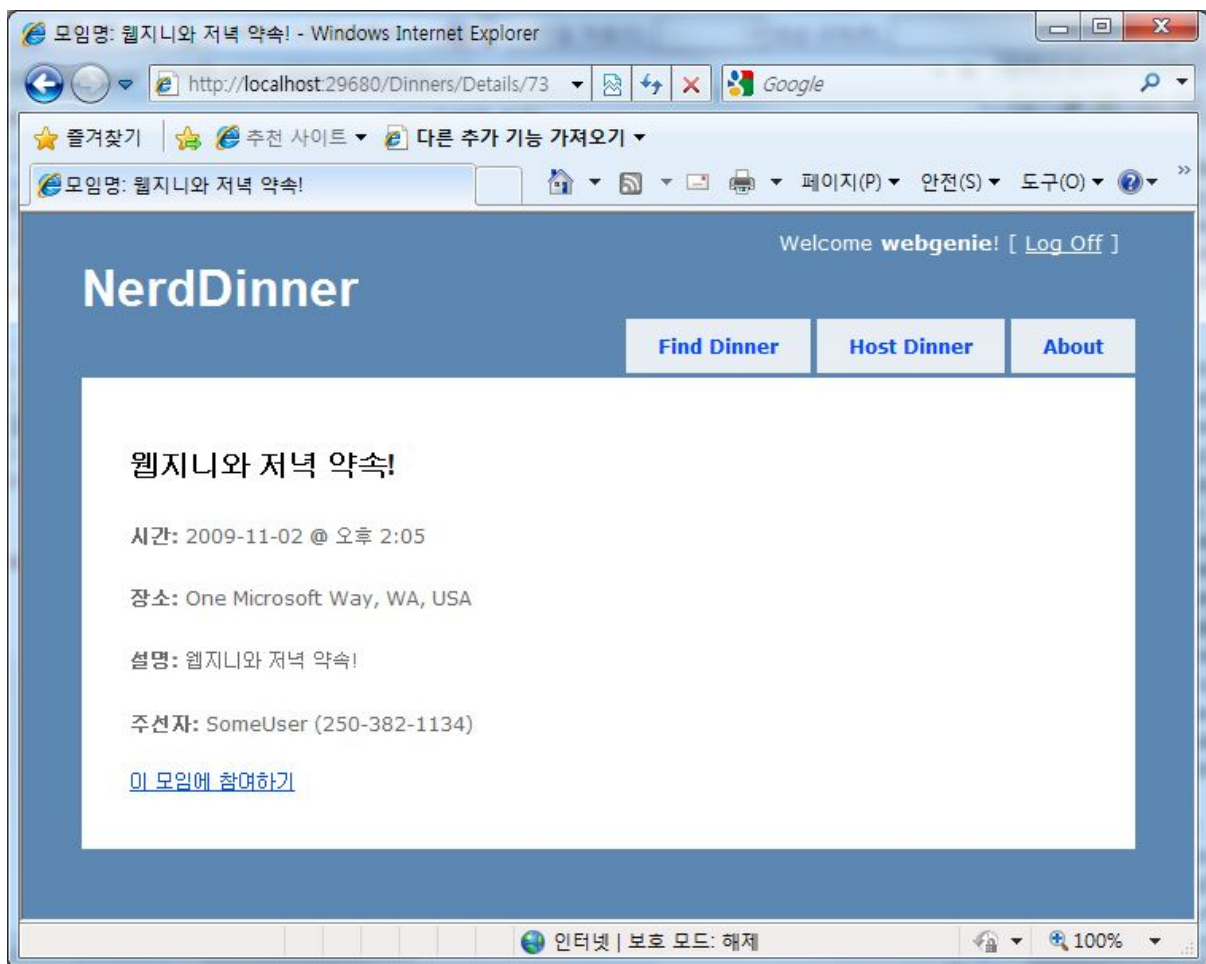 모임명: 웹지니와 저녁 약속! - Windows Internet Explorer
http://localhost:29680/Dinners/Details/73
Google
즐겨찾기 추천 사이트 다른 추가 기능 가져오기
모임명: 웹지니와 저녁 약속!
페이지(P) 안전(S) 도구(O)
Welcome webgenie! [ Log Off ]
NerdDinner
Find Dinner Host Dinner About
웹지니와 저녁 약속!
시간: 2009-11-02 @ 오후 2:05
장소: One Microsoft Way, WA, USA
설명: 웹지니와 저녁 약속!
주선자: SomeUser (250-382-1134)
이 모임에 참여하기
인터넷 | 보호 모드: 해제 100%